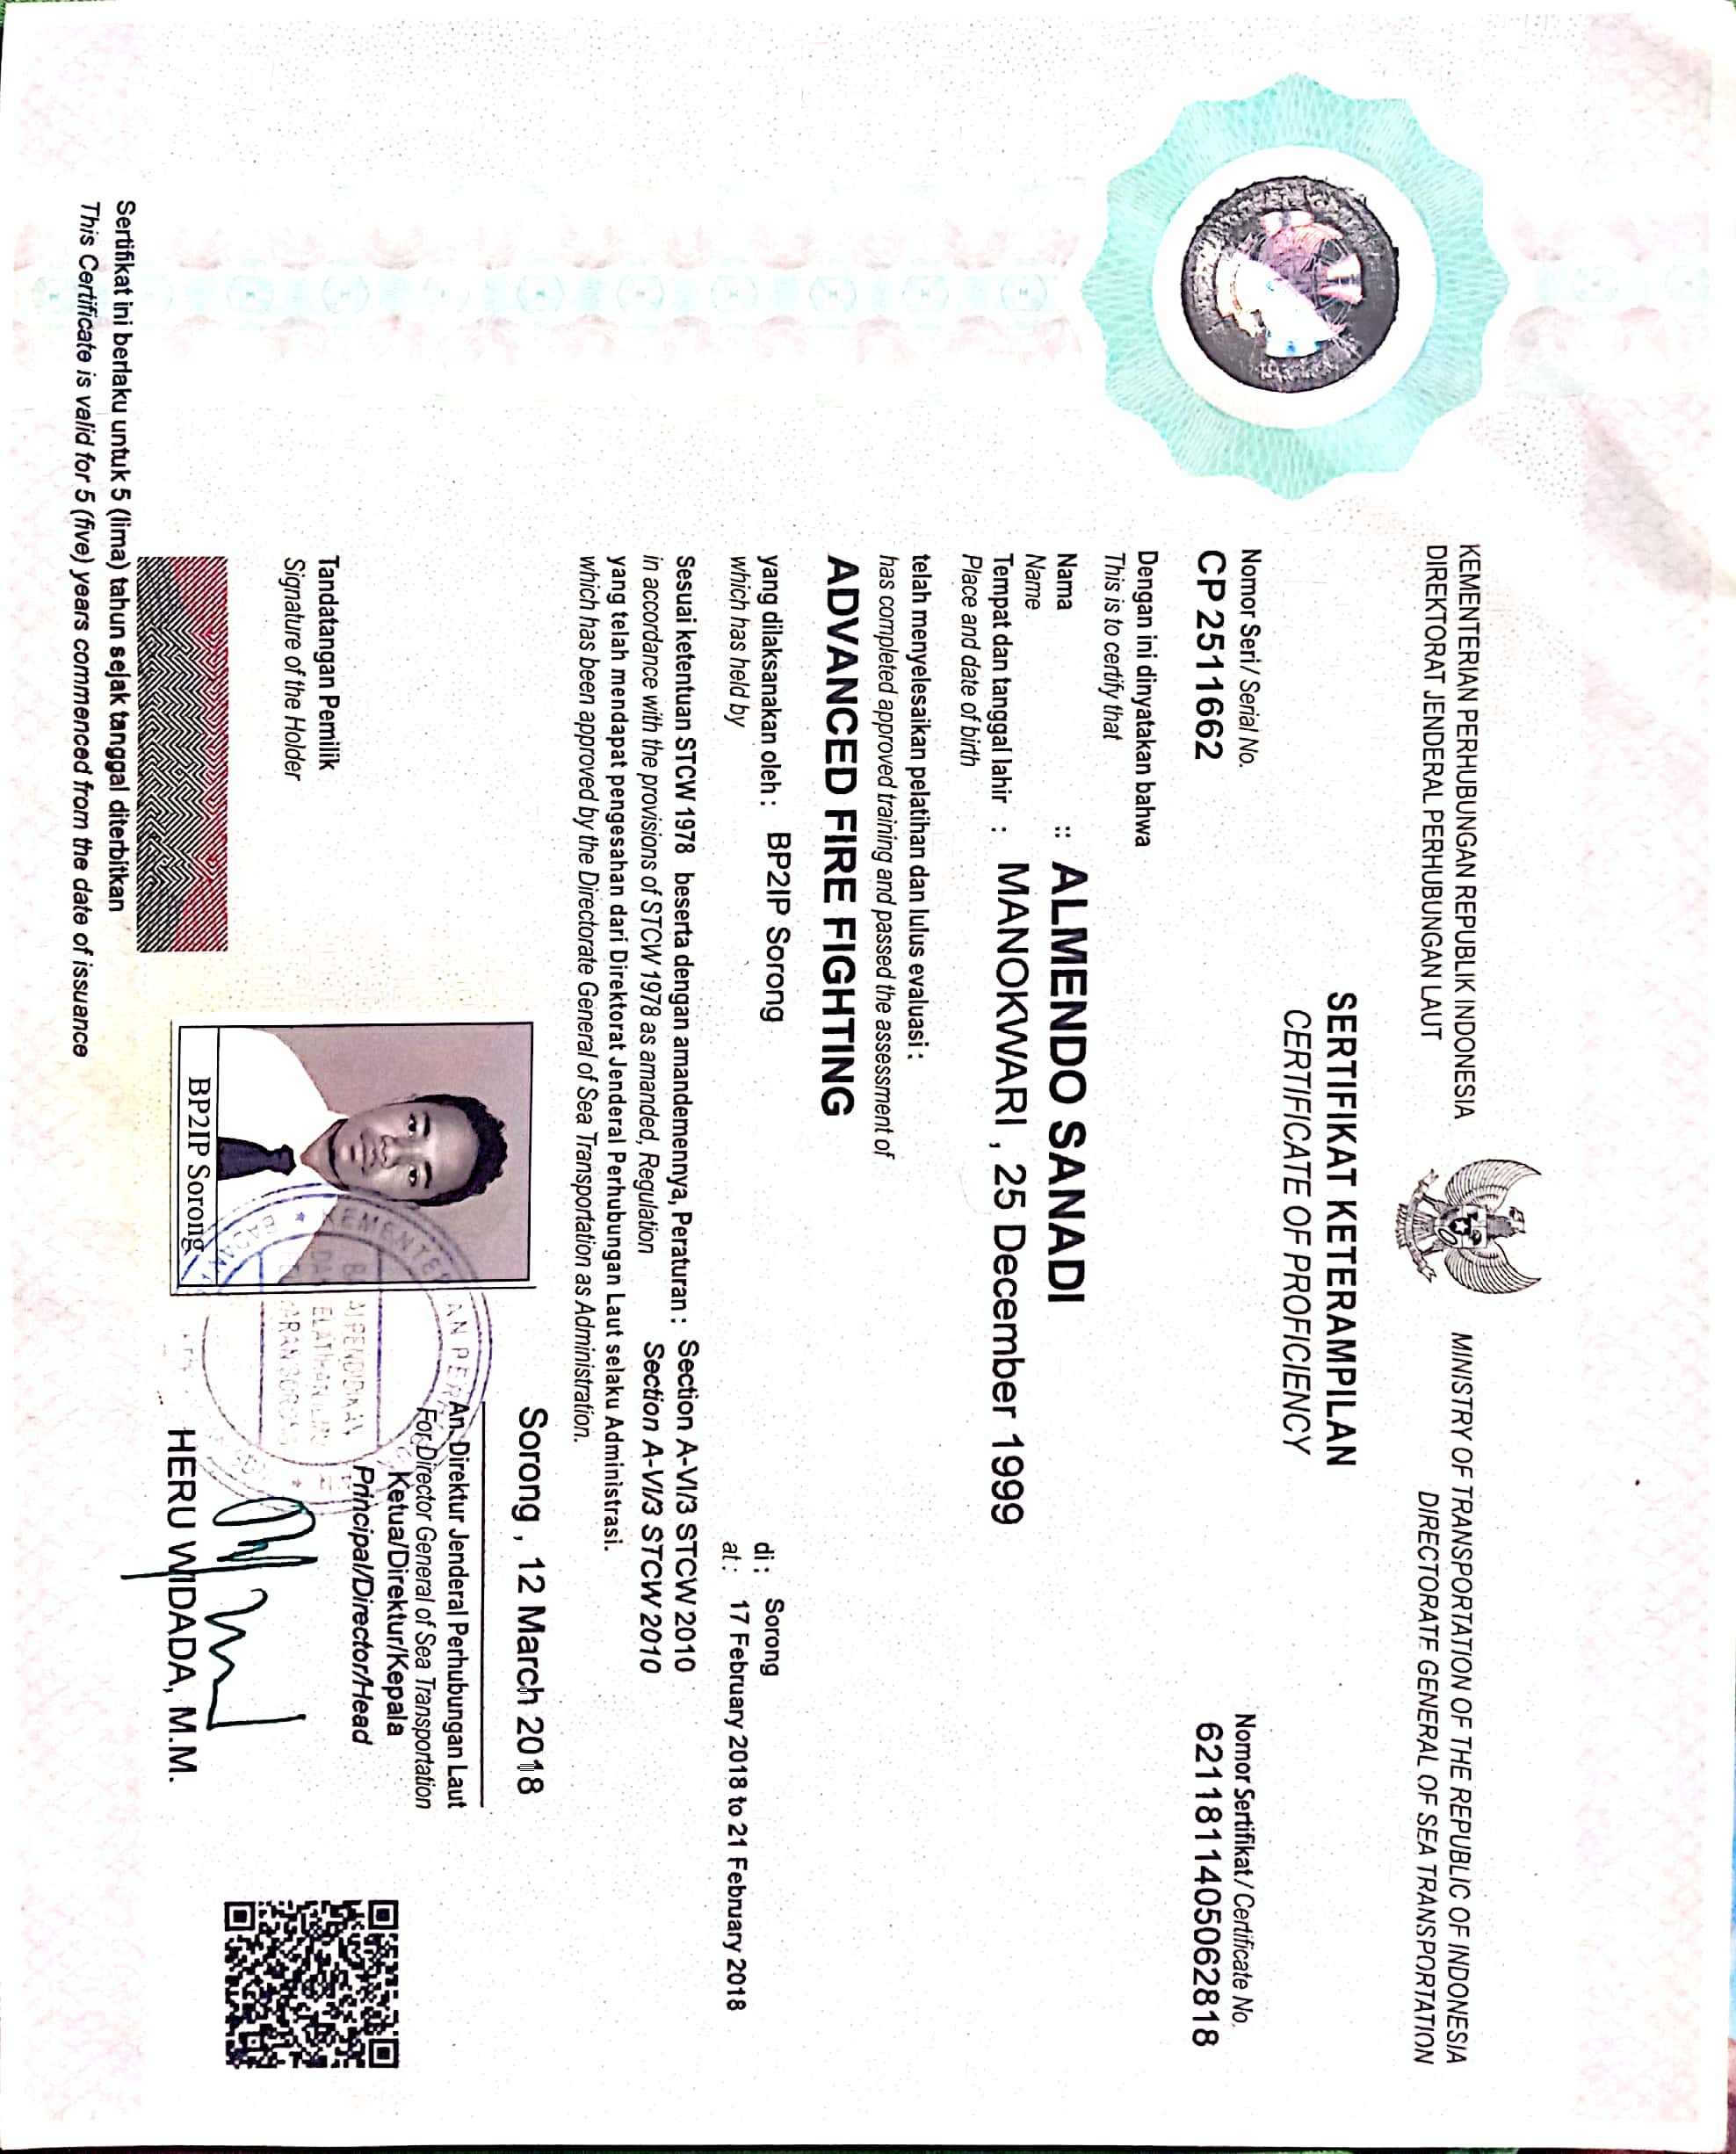 KEMENTERIAN PERHUBUNGAN REPUBLIK INDONESIA
DIREKTORAT JENDERAL PERHUBUNGAN LAUT
MINISTRY OF TRANSPORTATION OF THE REPUBLIC OF INDONESIA
DIRECTORATE GENERAL OF SEA TRANSPORTATION
SERTIFIKAT KETERAMPILAN
CERTIFICATE OF PROFICIENCY
Nomor Seri / Serial No.
CP 2511662
Nomor Sertifikat / Certificate No.
6211811405062818
Dengan ini dinyatakan bahwa
This is to certify that
Nama :: ALMENDO SANADI
Name
Tempat dan tanggal lahir : MANOKWARI , 25 December 1999
Place and date of birth
telah menyelesaikan pelatihan dan lulus evaluasi :
has completed approved training and passed the assessment of
ADVANCED FIRE FIGHTING
yang dilaksanakan oleh : BP2IP Sorong di : Sorong
which has held by at : 17 February 2018 to 21 February 2018
Sesuai ketentuan STCW 1978 beserta dengan amandemennya, Peraturan : Section A-VI/3 STCW 2010
in accordance with the provisions of STCW 1978 as amanded, Regulation Section A-VI/3 STCW 2010
yang telah mendapat pengesahan dari Direktorat Jenderal Perhubungan Laut selaku Administrasi.
which has been approved by the Directorate General of Sea Transportation as Administration.
Sorong , 12 March 2018
An. Direktur Jenderal Perhubungan Laut
For Director General of Sea Transportation
Ketua/Direktur/Kepala
Principal/Director/Head
HERU WIDADA, M.M.
Tandatangan Pemilik
Signature of the Holder
BP2IP Sorong
Sertifikat ini berlaku untuk 5 (lima) tahun sejak tanggal diterbitkan
This Certificate is valid for 5 (five) years commenced from the date of issuance